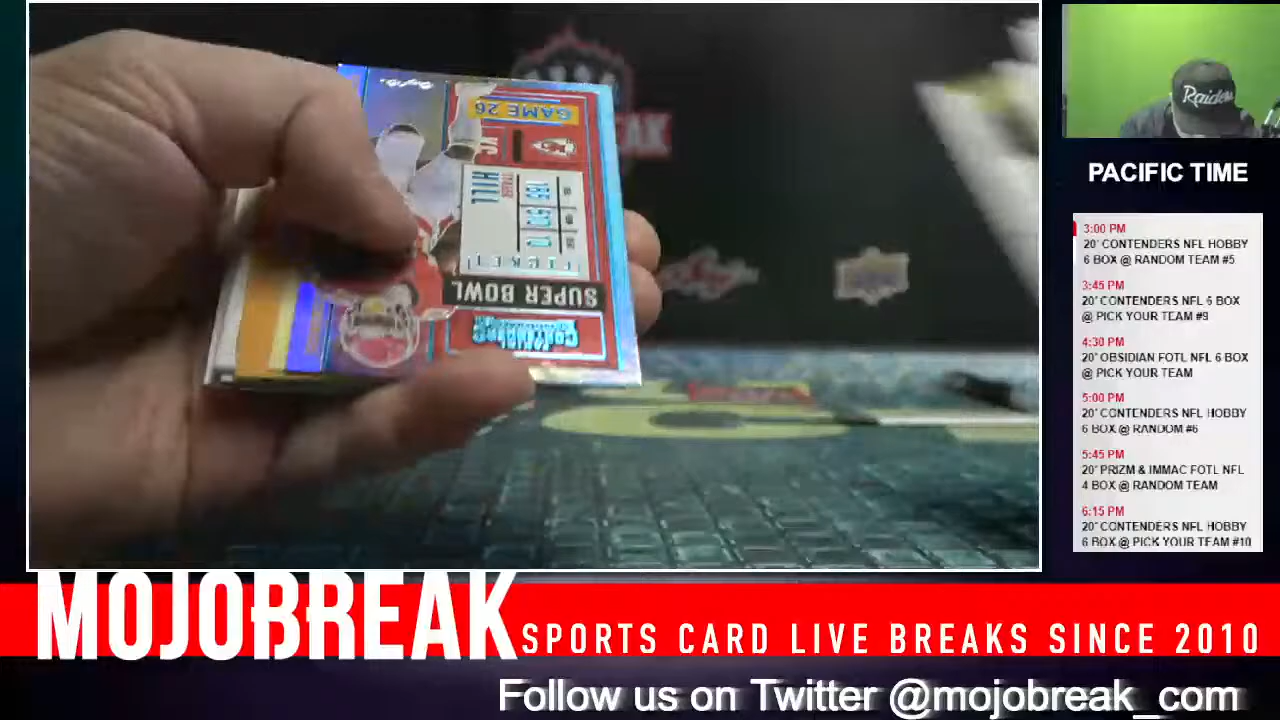 GAME 26
KC
TYREEK
HILL
TICKET
SUPER BOWL
Contenders
EAK
Leaf
Raiders
PACIFIC TIME
3:00 PM
20' CONTENDERS NFL HOBBY
6 BOX @ RANDOM TEAM #5
3:45 PM
20' CONTENDERS NFL 6 BOX
@ PICK YOUR TEAM #9
4:30 PM
20' OBSIDIAN FOTL NFL 6 BOX
@ PICK YOUR TEAM
5:00 PM
20' CONTENDERS NFL HOBBY
6 BOX @ RANDOM #6
5:45 PM
20' PRIZM & IMMAC FOTL NFL
4 BOX @ RANDOM TEAM
6:15 PM
20' CONTENDERS NFL HOBBY
6 BOX @ PICK YOUR TEAM #10
MOJOBREAK
SPORTS CARD LIVE BREAKS SINCE 2010
Follow us on Twitter @mojobreak_com